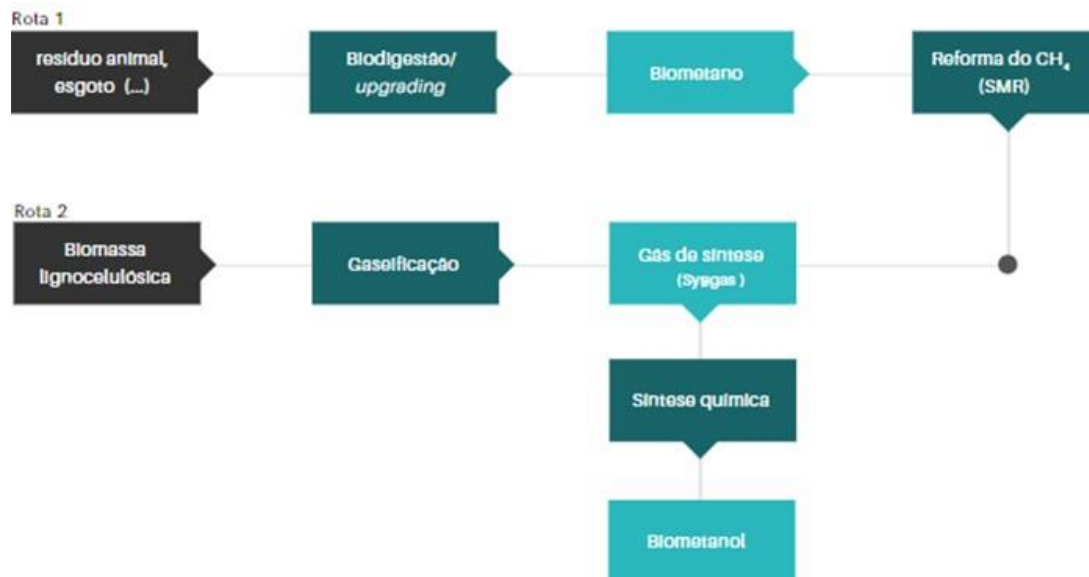 Rota 1
resíduo animal,
esgoto (...)
Biodigestão/
upgrading
Biometano
Reforma do CH₄
(SMR)
Rota 2
Biomassa
lignocelulósica
Gaseificação
Gás de síntese
(Syngas )
Síntese química
Biometanol